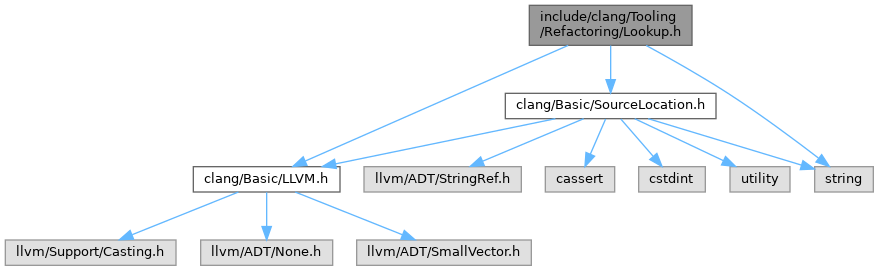 include/clang/Tooling
/Refactoring/Lookup.h
clang/Basic/SourceLocation.h
clang/Basic/LLVM.h
llvm/ADT/StringRef.h
cassert
cstdint
utility
string
llvm/Support/Casting.h
llvm/ADT/None.h
llvm/ADT/SmallVector.h